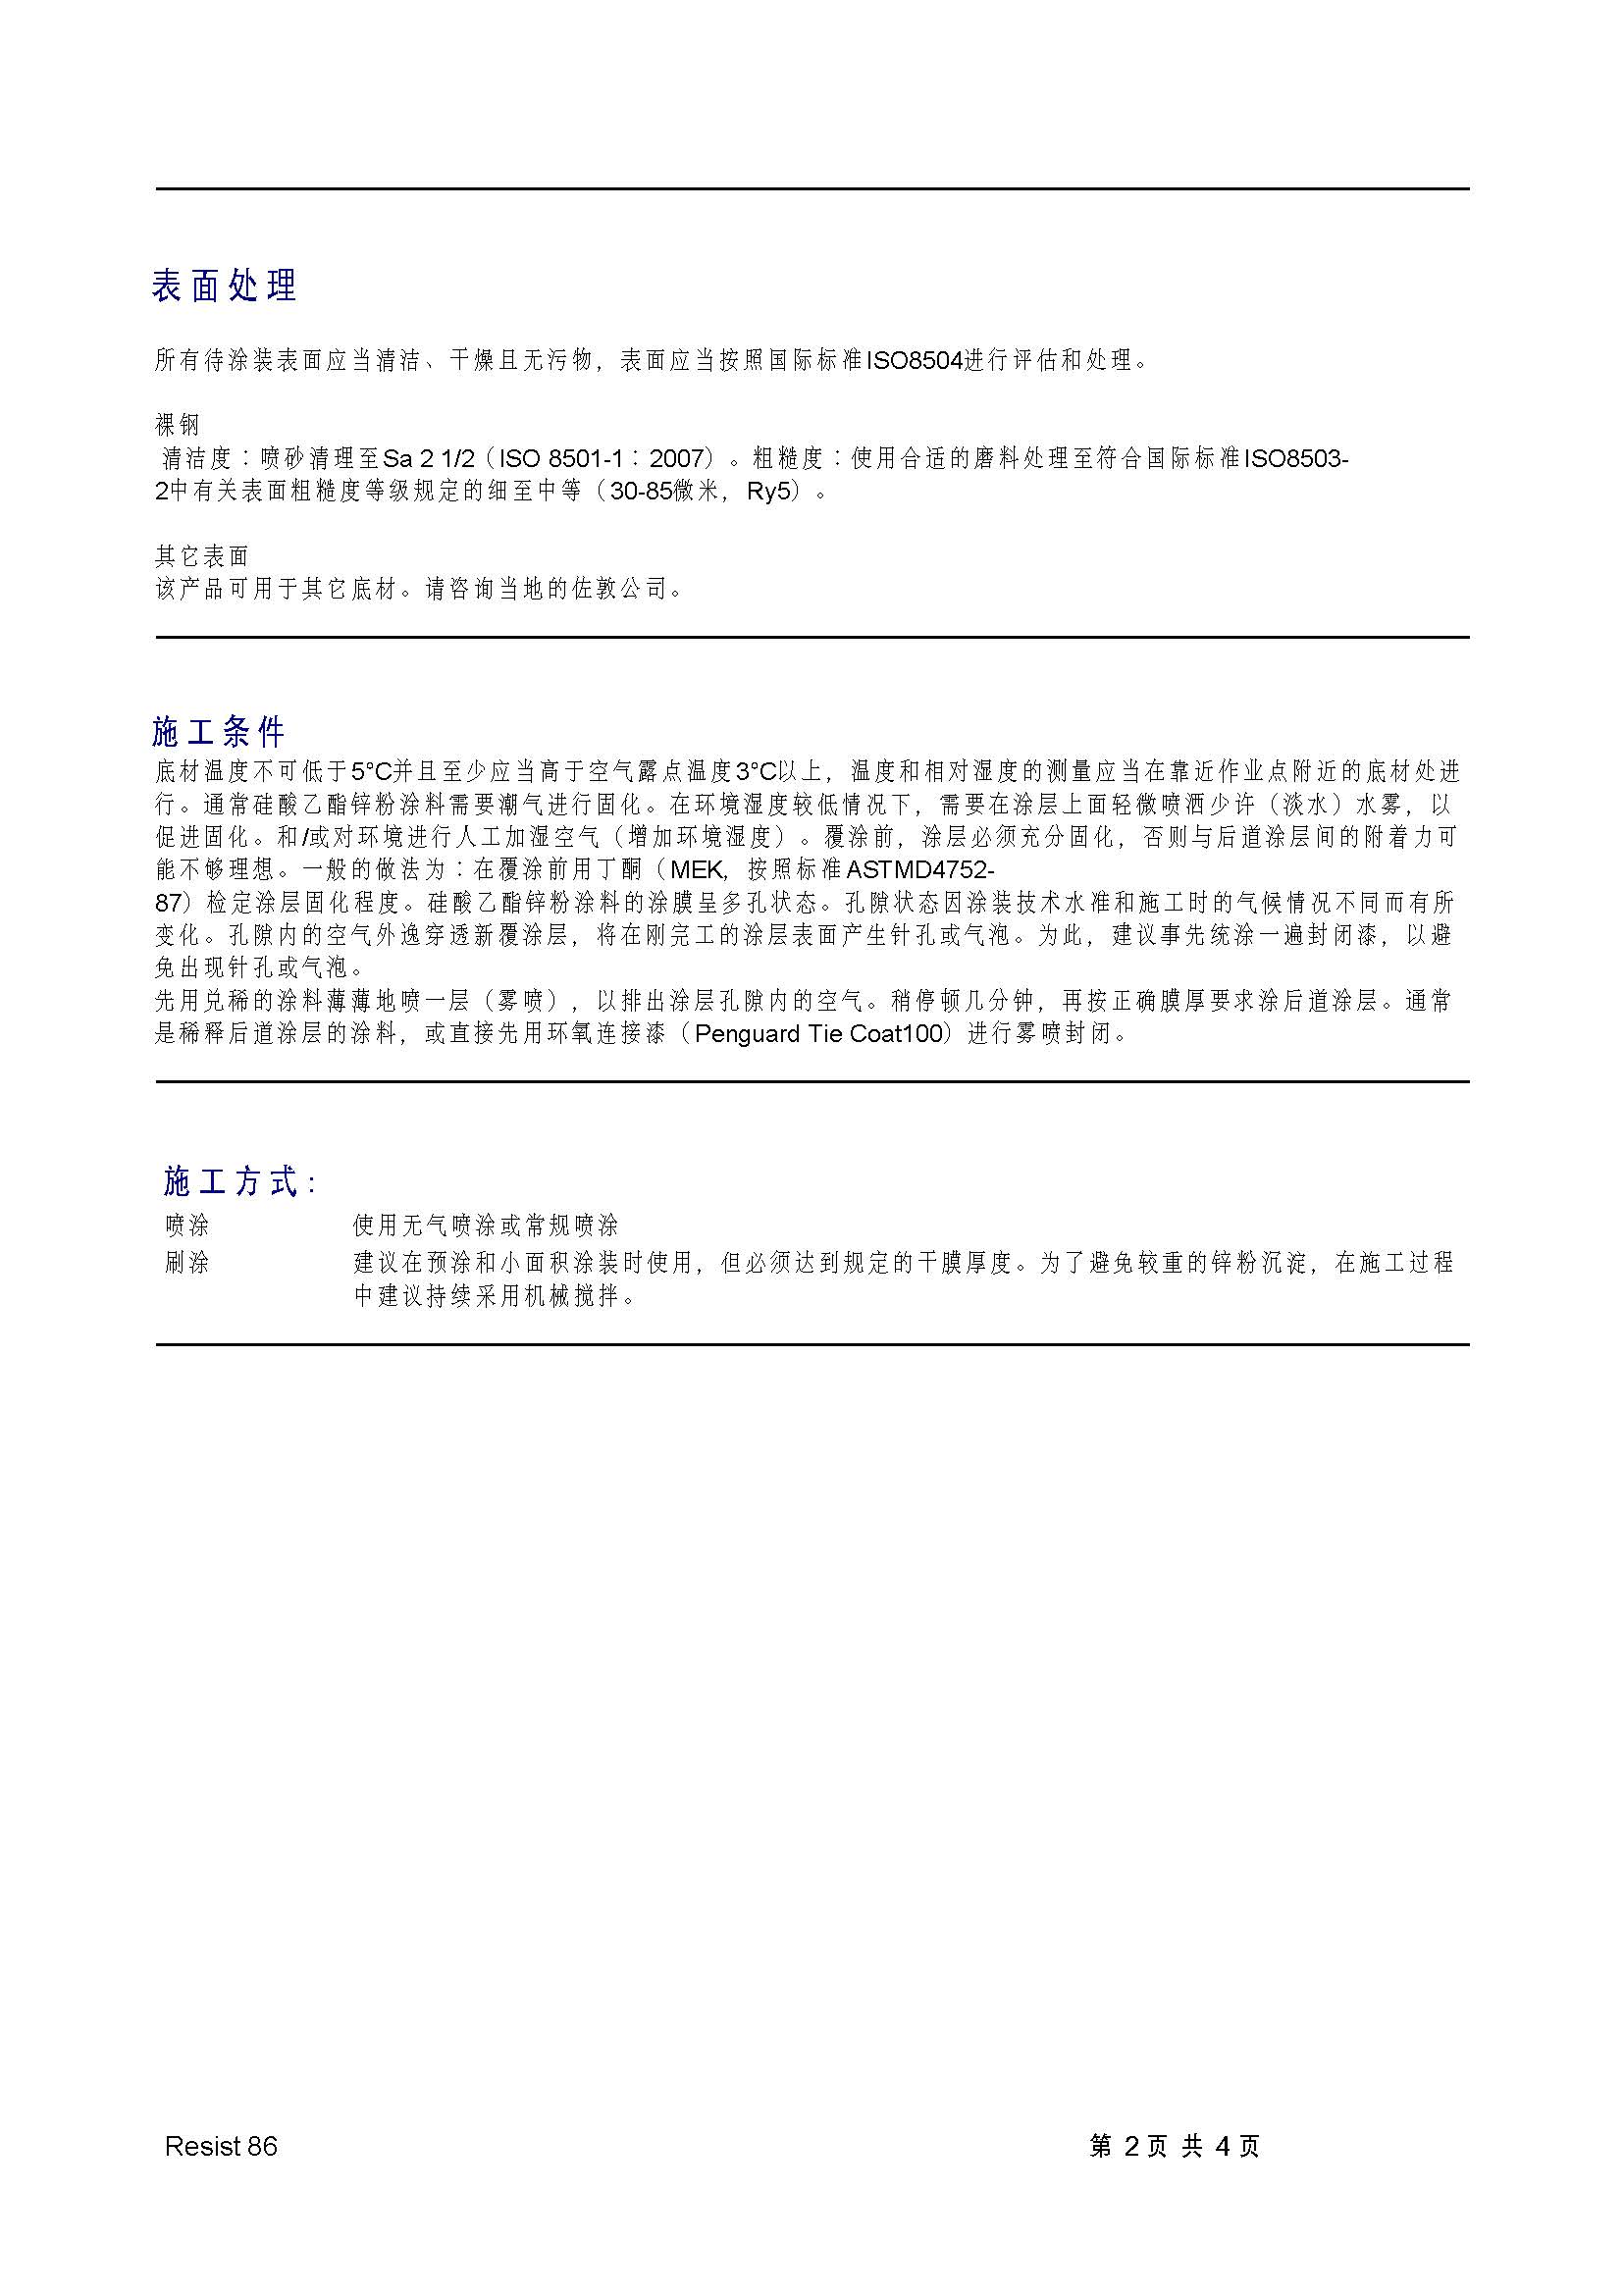 表面处理
所有待涂装表面应当清洁、干燥且无污物，表面应当按照国际标准ISO8504进行评估和处理。
裸钢
清洁度：喷砂清理至Sa 2 1/2（ISO 8501-1：2007）。粗糙度：使用合适的磨料处理至符合国际标准ISO8503-
2中有关表面粗糙度等级规定的细至中等（30-85微米，Ry5）。
其它表面
该产品可用于其它底材。请咨询当地的佐敦公司。
施工条件
底材温度不可低于5°C并且至少应当高于空气露点温度3°C以上，温度和相对湿度的测量应当在靠近作业点附近的底材处进
行。通常硅酸乙酯锌粉涂料需要潮气进行固化。在环境湿度较低情况下，需要在涂层上面轻微喷洒少许（淡水）水雾，以
促进固化。和/或对环境进行人工加湿空气（增加环境湿度）。覆涂前，涂层必须充分固化，否则与后道涂层间的附着力可
能不够理想。一般的做法为：在覆涂前用丁酮（MEK，按照标准ASTMD4752-
87）检定涂层固化程度。硅酸乙酯锌粉涂料的涂膜呈多孔状态。孔隙状态因涂装技术水准和施工时的气候情况不同而有所
变化。孔隙内的空气外逸穿透新覆涂层，将在刚完工的涂层表面产生针孔或气泡。为此，建议事先统涂一遍封闭漆，以避
免出现针孔或气泡。
先用兑稀的涂料薄薄地喷一层（雾喷），以排出涂层孔隙内的空气。稍停顿几分钟，再按正确膜厚要求涂后道涂层。通常
是稀释后道涂层的涂料，或直接先用环氧连接漆（Penguard Tie Coat100）进行雾喷封闭。
施工方式：
喷涂 使用无气喷涂或常规喷涂
刷涂 建议在预涂和小面积涂装时使用，但必须达到规定的干膜厚度。为了避免较重的锌粉沉淀，在施工过程
中建议持续采用机械搅拌。
Resist 86 第 2 页 共 4 页